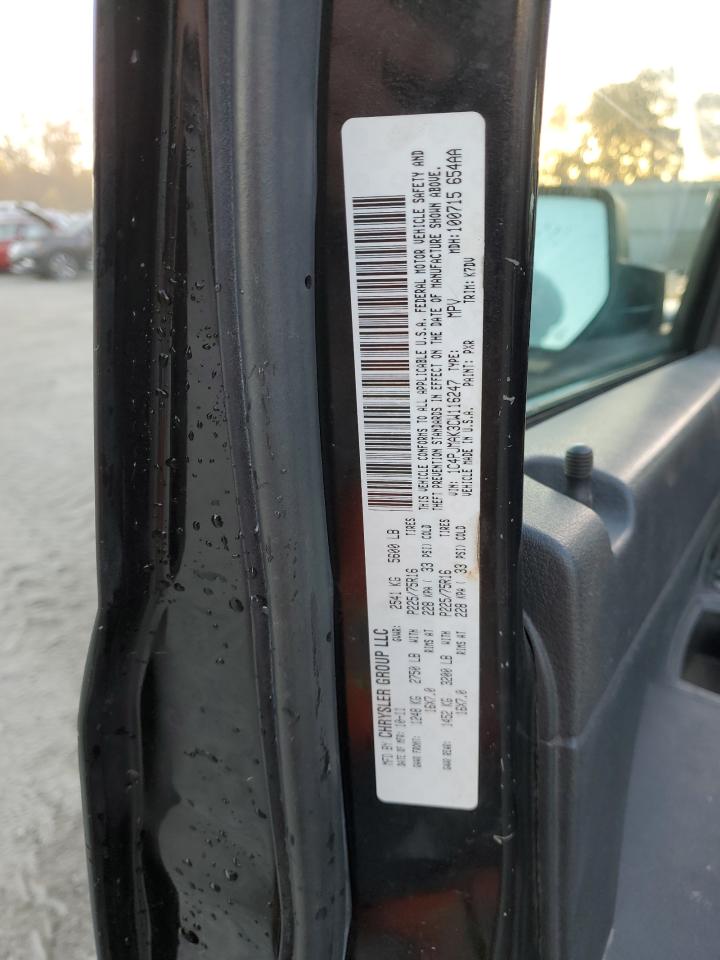 MFD BY CHRYSLER GROUP LLC
DATE OF MFR: 10-11 GVWR: 2541 KG 5600 LB
GAWR FRONT: 1248 KG 2750 LB WITH P225/75R16 TIRES
16X7.0 RIMS AT 228 KPA ( 33 PSI) COLD
GAWR REAR: 1452 KG 3200 LB WITH P225/75R16 TIRES
16X7.0 RIMS AT 228 KPA ( 33 PSI) COLD
THIS VEHICLE CONFORMS TO ALL APPLICABLE U.S.A. FEDERAL MOTOR VEHICLE SAFETY AND
THEFT PREVENTION STANDARDS IN EFFECT ON THE DATE OF MANUFACTURE SHOWN ABOVE.
VIN: 1C4PJMAK3CW116247 TYPE: MPV MDH:100715 654AA
VEHICLE MADE IN U.S.A. PAINT: PXR TRIM: K7DV